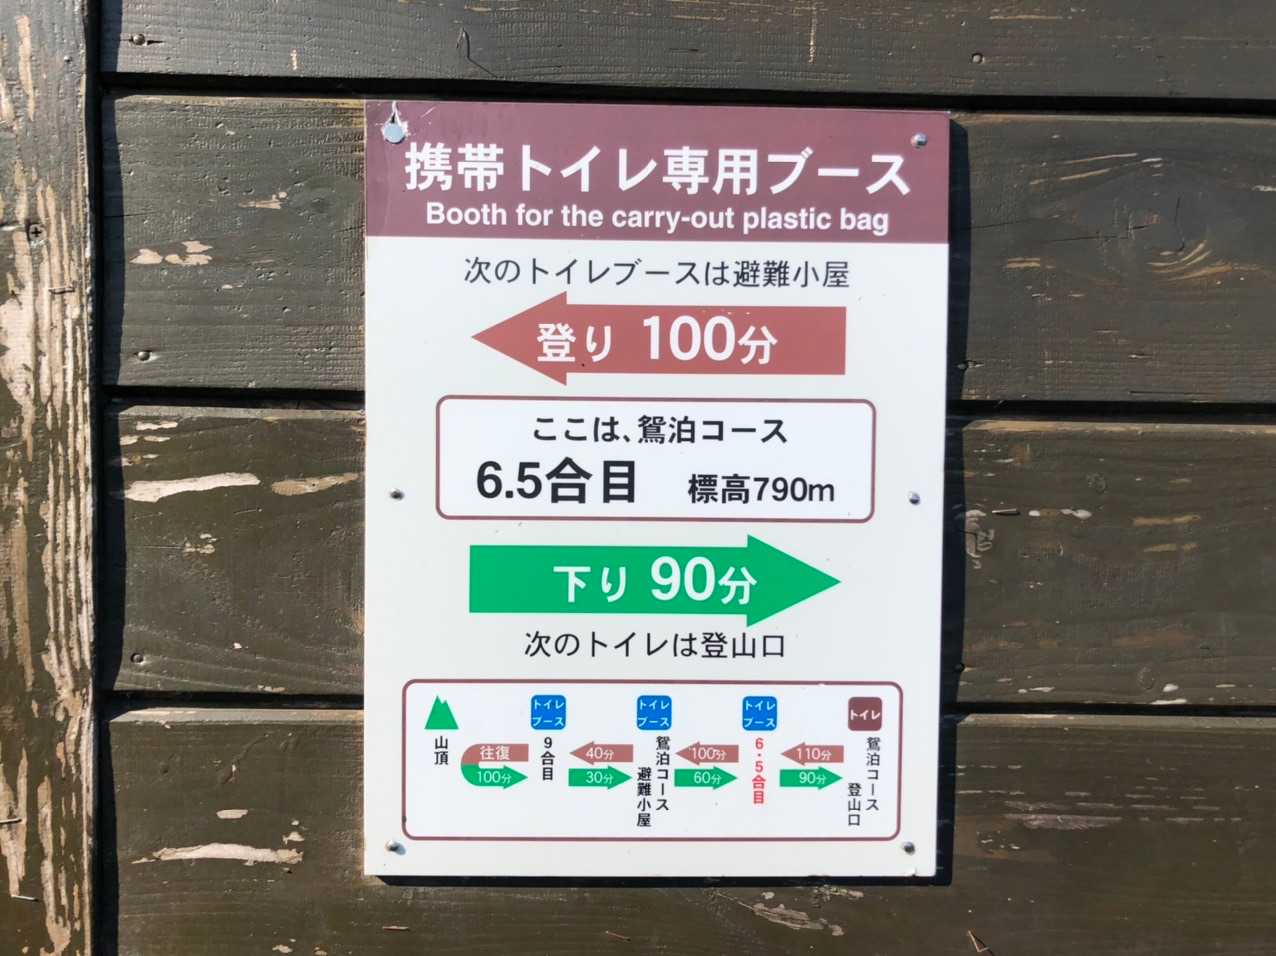 携帯トイレ専用ブース
Booth for the carry-out plastic bag
次のトイレブースは避難小屋
登り 100分
ここは、鴛泊コース
6.5合目 標高790m
下り 90分
次のトイレは登山口
山頂
往復
100分
トイレブース
9合目
40分
30分
トイレブース
鴛泊コース
避難小屋
100分
60分
トイレブース
6.5合目
110分
90分
トイレ
鴛泊コース
登山口